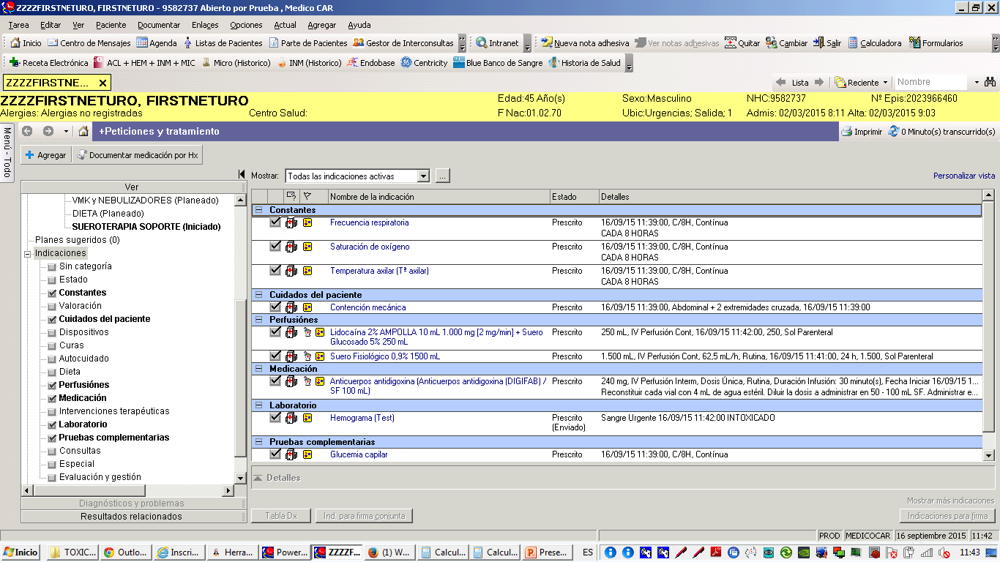 ZZZZFIRSTNETURO, FIRSTNETURO - 9582737 Abierto por Prueba , Medico CAR
Tarea Editar Ver Paciente Documentar Enlaces Opciones Actual Agregar Ayuda
Inicio Centro de Mensajes Agenda Listas de Pacientes Parte de Pacientes Gestor de Interconsultas Intranet Nueva nota adhesiva Ver notas adhesivas Quitar Cambiar Salir Calculadora Formularios
Receta Electrónica ACL + HEM + INM + MIC Micro (Historico) INM (Historico) Endobase Centricity Blue Banco de Sangre Historia de Salud
ZZZZFIRSTNE... Lista Reciente Nombre
ZZZZFIRSTNETURO, FIRSTNETURO Edad:45 Año(s) Sexo:Masculino NHC:9582737 Nº Epis:2023966460
Alergias: Alergias no registradas Centro Salud: F Nac:01.02.70 Ubic:Urgencias; Salida; 1 Admis: 02/03/2015 8:11 Alta: 02/03/2015 9:03
Menú - Todo
+Peticiones y tratamiento Imprimir 0 Minuto(s) transcurrido(s)
Agregar Documentar medicación por Hx
Mostrar: Todas las indicaciones activas ... Personalizar vista
Ver
VMK y NEBULIZADORES (Planeado)
DIETA (Planeado)
SUEROTERAPIA SOPORTE (Iniciado)
Planes sugeridos (0)
Indicaciones
Sin categoría
Estado
Constantes
Valoración
Cuidados del paciente
Dispositivos
Curas
Autocuidado
Dieta
Perfusiónes
Medicación
Intervenciones terapéuticas
Laboratorio
Pruebas complementarias
Consultas
Especial
Evaluación y gestión
Diagnósticos y problemas
Resultados relacionados
Nombre de la indicación Estado Detalles
Constantes
Frecuencia respiratoria Prescrito 16/09/15 11:39:00, C/8H, Contínua
CADA 8 HORAS
Saturación de oxígeno Prescrito 16/09/15 11:39:00, C/8H, Contínua
CADA 8 HORAS
Temperatura axilar (Tª axilar) Prescrito 16/09/15 11:39:00, C/8H, Contínua
CADA 8 HORAS
Cuidados del paciente
Contención mecánica Prescrito 16/09/15 11:39:00, Abdominal + 2 extremidades cruzada, 16/09/15 11:39:00
Perfusiónes
Lidocaína 2% AMPOLLA 10 mL 1.000 mg [2 mg/min] + Suero Prescrito 250 mL, IV Perfusión Cont, 16/09/15 11:42:00, 250, Sol Parenteral
Glucosado 5% 250 mL
Suero Fisiológico 0,9% 1500 mL Prescrito 1.500 mL, IV Perfusión Cont, 62,5 mL/h, Rutina, 16/09/15 11:41:00, 24 h, 1.500, Sol Parenteral
Medicación
Anticuerpos antidigoxina (Anticuerpos antidigoxina (DIGIFAB) / Prescrito 240 mg, IV Perfusión Interm, Dosis Única, Rutina, Duración Infusión: 30 minuto(s), Fecha Iniciar 16/09/15 1...
SF 100 mL) Reconstituir cada vial con 4 mL de agua estéril. Diluir la dosis a administrar en 50 - 100 mL SF. Administrar e...
Laboratorio
Hemograma (Test) Prescrito Sangre Urgente 16/09/15 11:42:00 INTOXICADO
(Enviado)
Pruebas complementarias
Glucemia capilar Prescrito 16/09/15 11:39:00, C/8H, Contínua
Detalles
Mostrar más indicaciones
Tabla Dx Ind. para firma conjunta Indicaciones para firma
PROD MEDICOCAR 16 septiembre 2015 11:42
Inicio TOXIC... Outlo... Inscri... Herra... Power... ZZZZF... (1) W... Calcul... Calcul... Prese... ES 11:43